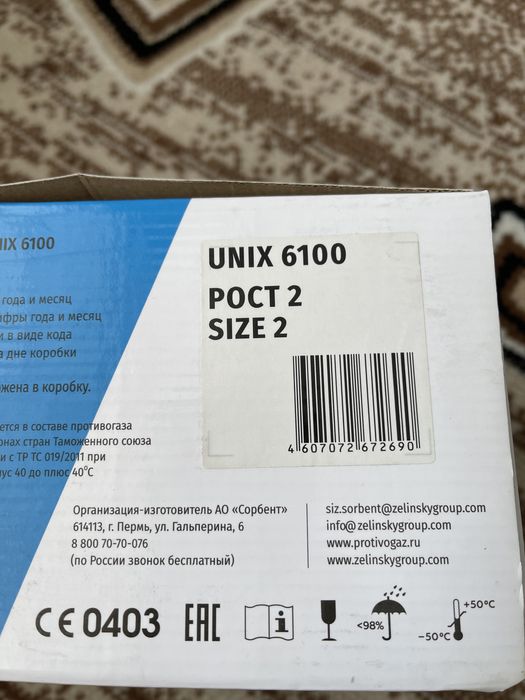 UNIX 6100
РОСТ 2
SIZE 2
4 607072 672690
IX 6100
года и месяц
ифры года и месяц
и в виде кода
а дне коробки
жена в коробку.
ется в составе противогаза
онах стран Таможенного союза
и с ТР ТС 019/2011 при
ус 40 до плюс 40°С
Организация-изготовитель АО «Сорбент»
614113, г. Пермь, ул. Гальперина, 6
8 800 70-70-076
(по России звонок бесплатный)
siz.sorbent@zelinskygroup.com
info@zelinskygroup.com
www.protivogaz.ru
www.zelinskygroup.com
CE 0403 EAC i <98% -50°C +50°C